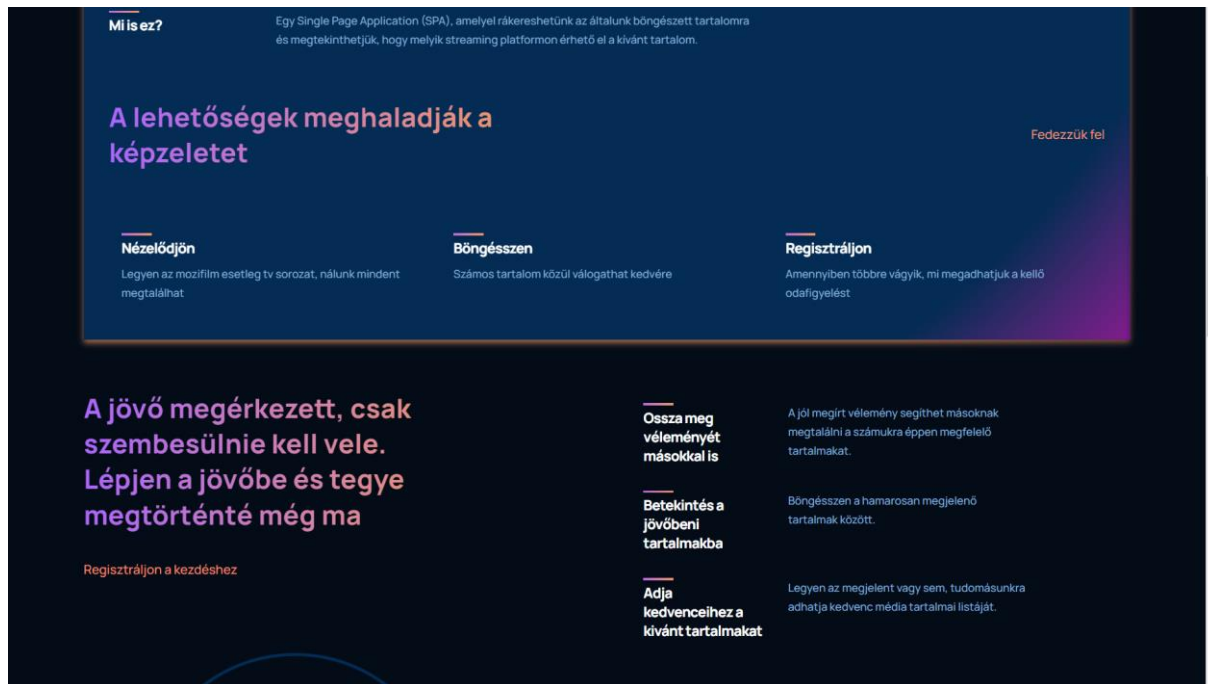 Mi is ez?
Egy Single Page Application (SPA), amelyel rákereshetünk az általunk böngészett tartalomra
és megtekinthetjük, hogy melyik streaming platformon érhető el a kívánt tartalom.
A lehetőségek meghaladják a
képzeletet
Fedezzük fel
Nézelődjön
Legyen az mozifilm esetleg tv sorozat, nálunk mindent
megtalálhat
Böngésszen
Számos tartalom közül válogathat kedvére
Regisztráljon
Amennyiben többre vágyik, mi megadhatjuk a kellő
odafigyelést
A jövő megérkezett, csak
szembesülnie kell vele.
Lépjen a jövőbe és tegye
megtörténté még ma
Regisztráljon a kezdéshez
Ossza meg
véleményét
másokkal is
A jól megírt vélemény segíthet másoknak
megtalálni a számukra éppen megfelelő
tartalmakat.
Betekintés a
jövőbeni
tartalmakba
Böngésszen a hamarosan megjelenő
tartalmak között.
Adja
kedvenceihez a
kivánt tartalmakat
Legyen az megjelent vagy sem, tudomásunkra
adhatja kedvenc média tartalmai listáját.